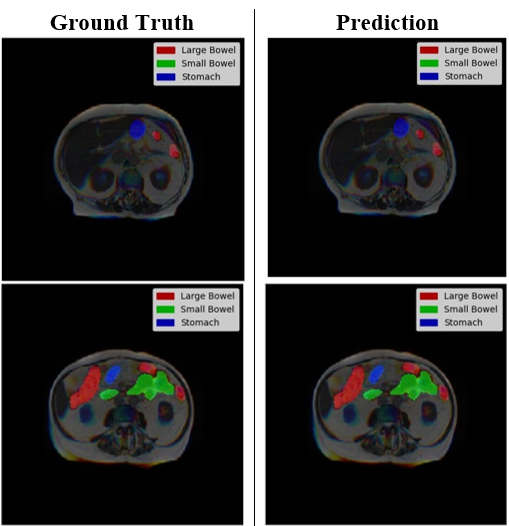 Ground Truth
Prediction
Large Bowel
Small Bowel
Stomach
Large Bowel
Small Bowel
Stomach
Large Bowel
Small Bowel
Stomach
Large Bowel
Small Bowel
Stomach